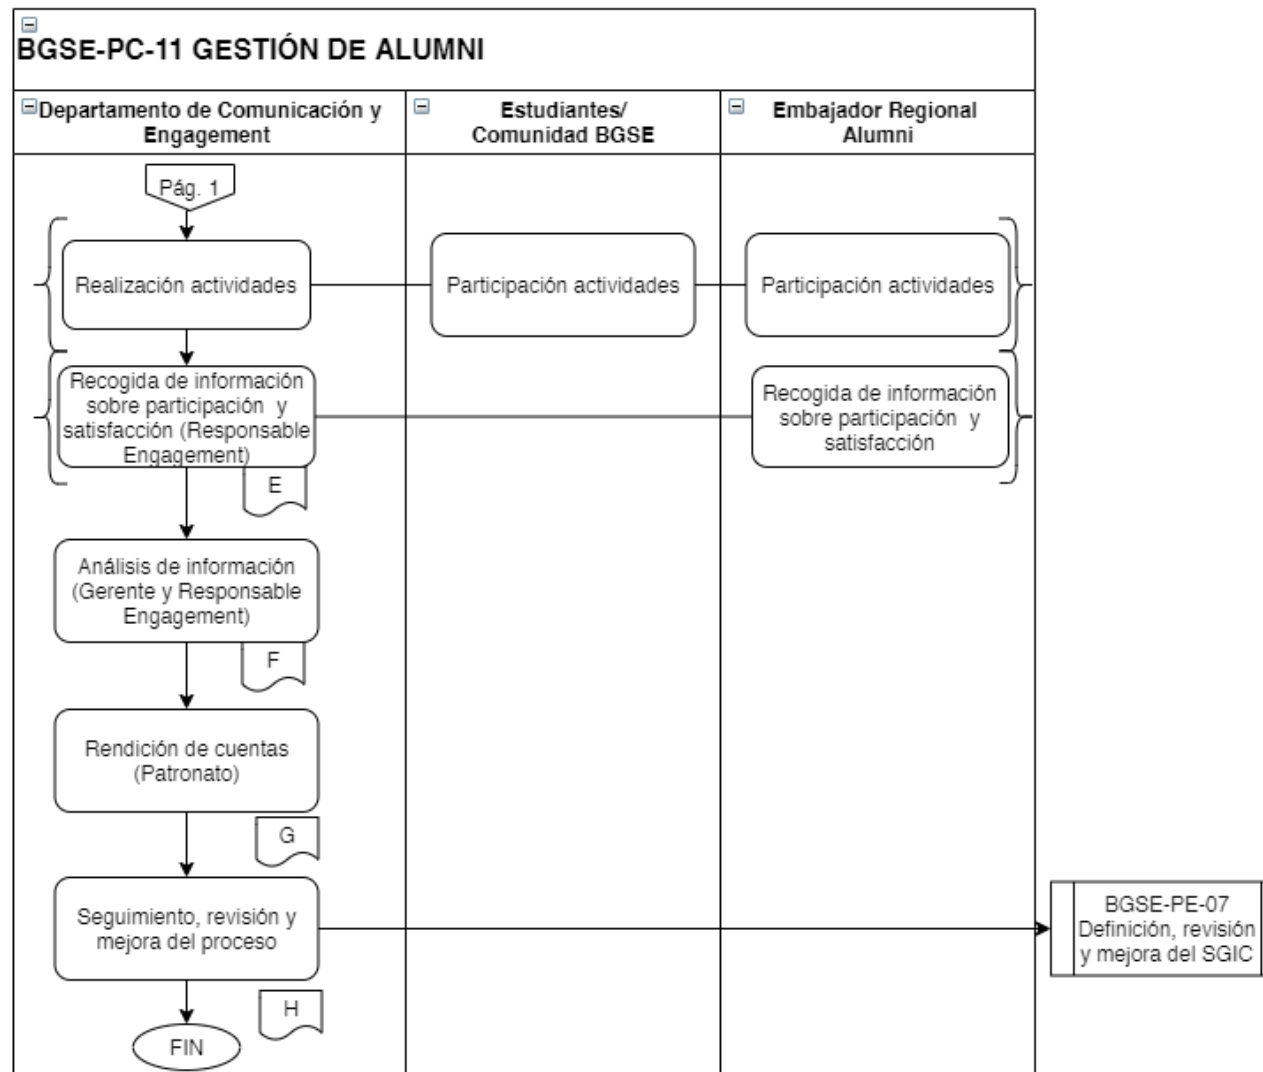 BGSE-PC-11 GESTIÓN DE ALUMNI
Departamento de Comunicación y
Engagement
Estudiantes/
Comunidad BGSE
Embajador Regional
Alumni
Pág. 1
Realización actividades
Participación actividades
Participación actividades
Recogida de información
sobre participación y
satisfacción (Responsable
Engagement)
Recogida de información
sobre participación y
satisfacción
E
Análisis de información
(Gerente y Responsable
Engagement)
F
Rendición de cuentas
(Patronato)
G
Seguimiento, revisión y
mejora del proceso
BGSE-PE-07
Definición, revisión
y mejora del SGIC
H
FIN